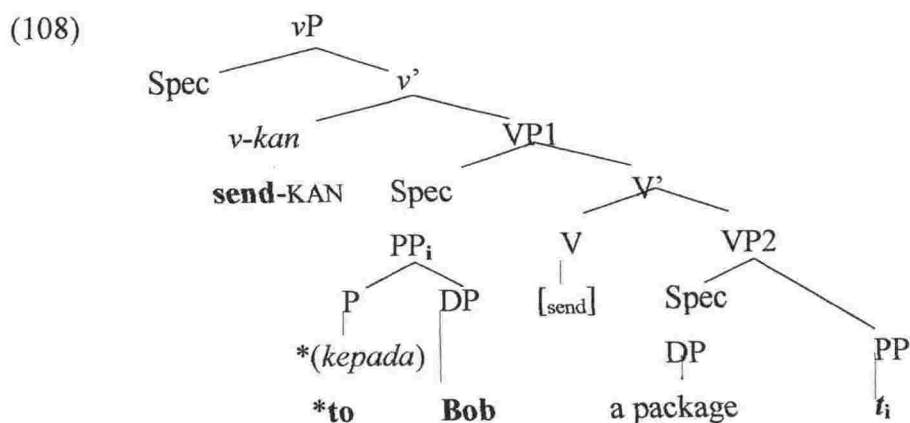 (108) vP
Spec v'
v-kan VP1
send-KAN Spec V'
PPi V VP2
P DP [send] Spec
*(kepada) DP PP
*to Bob a package ti